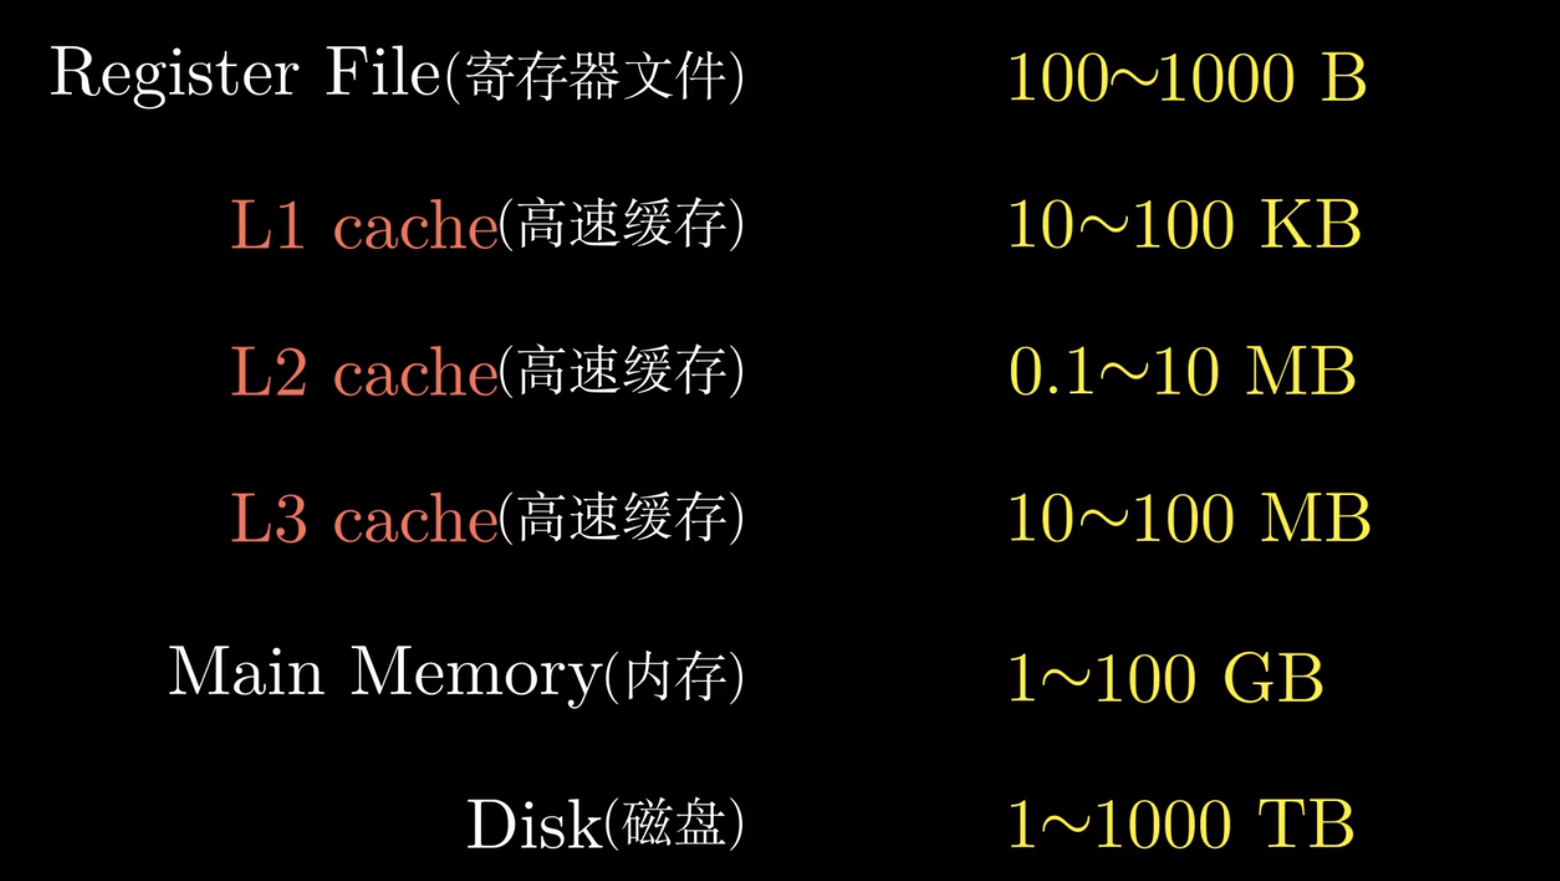 Register File(寄存器文件) 100~1000 B
L1 cache(高速缓存) 10~100 KB
L2 cache(高速缓存) 0.1~10 MB
L3 cache(高速缓存) 10~100 MB
Main Memory(内存) 1~100 GB
Disk(磁盘) 1~1000 TB